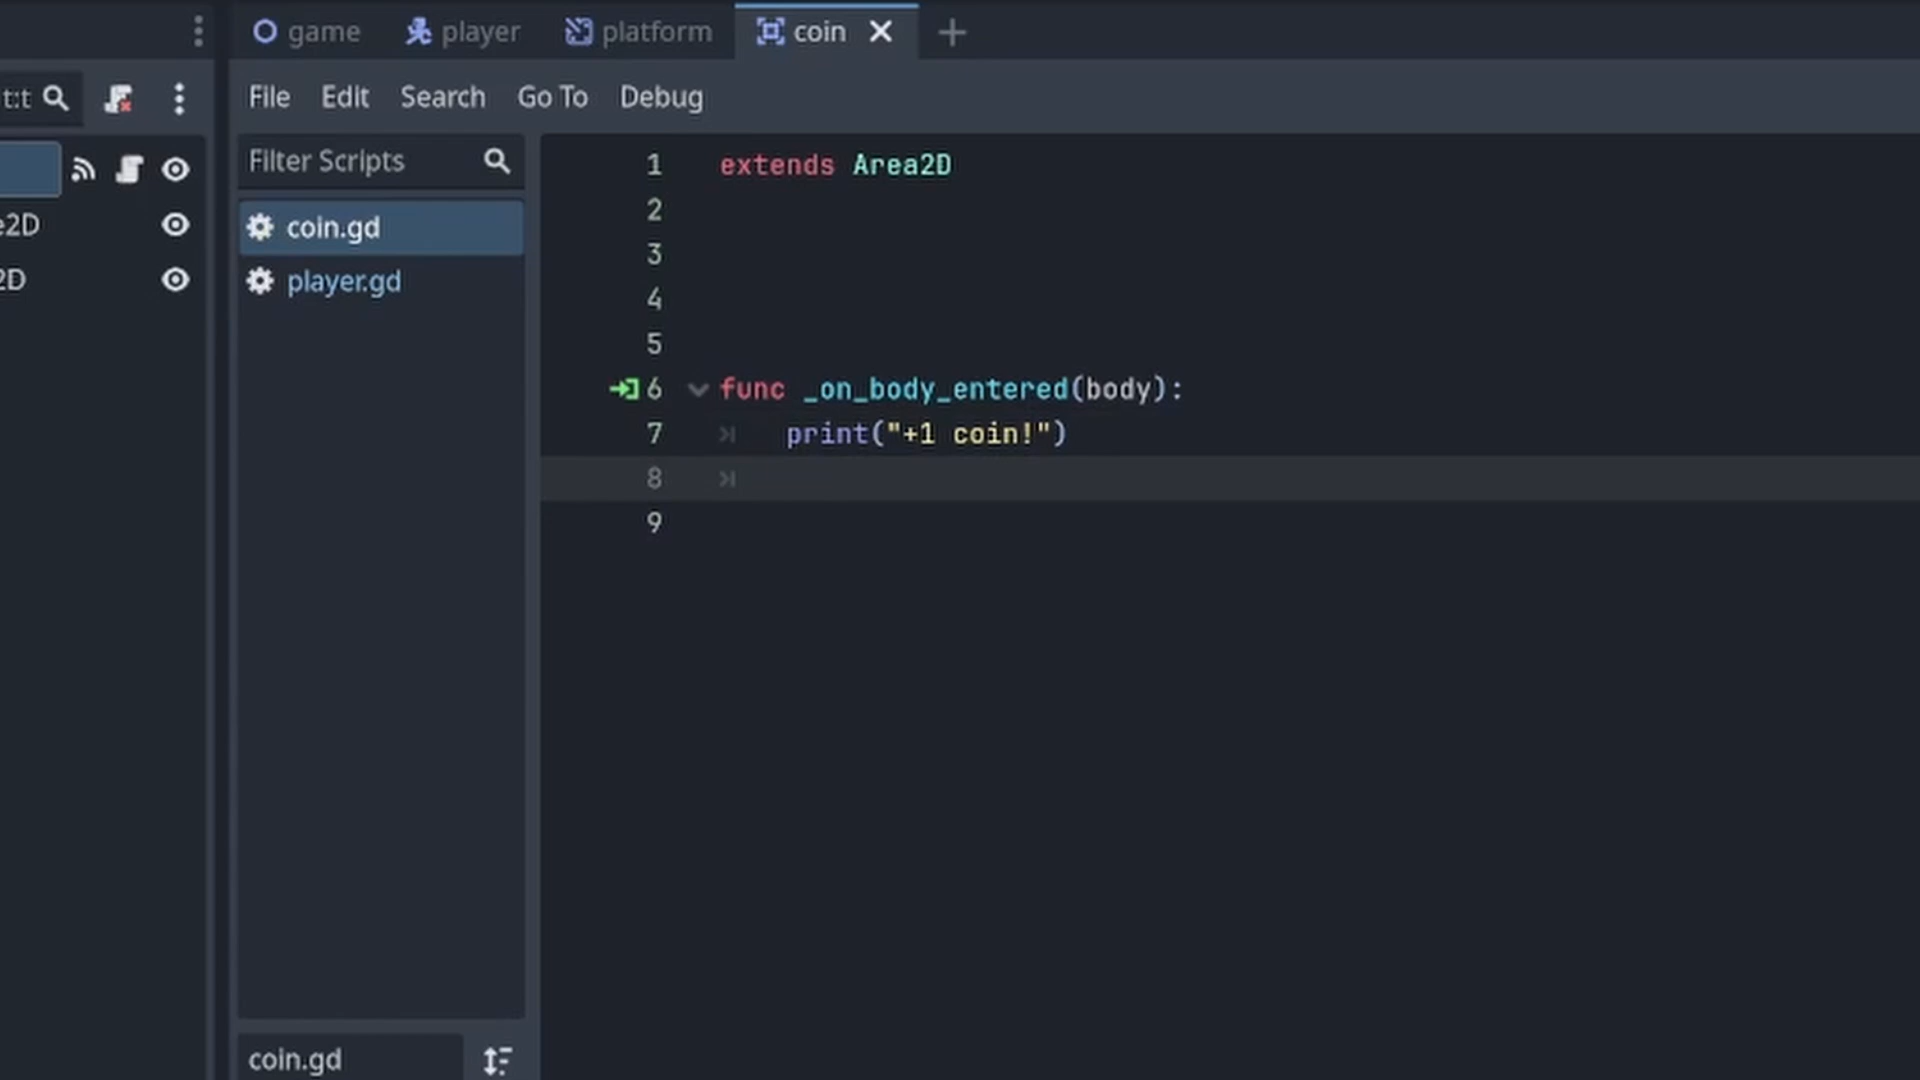 game player platform coin
t:t
File Edit Search Go To Debug
Filter Scripts
coin.gd
player.gd
e2D
2D
1 extends Area2D
2
3
4
5
6 func _on_body_entered(body):
7 print("+1 coin!")
8
9
coin.gd